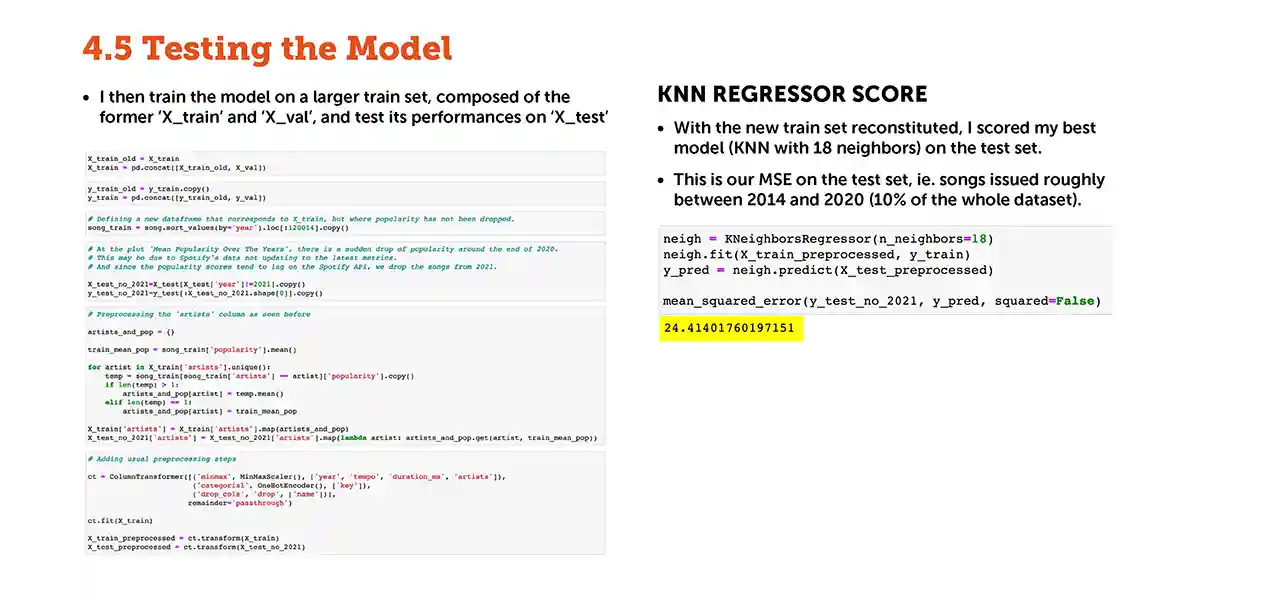 4.5 Testing the Model
• I then train the model on a larger train set, composed of the
former ‘X_train’ and ‘X_val’, and test its performances on ‘X_test’
X_train_old = X_train
X_train = pd.concat([X_train_old, X_val])
y_train_old = y_train.copy()
y_train = pd.concat([y_train_old, y_val])
# Defining a new dataframe that corresponds to X_train, but where popularity has not been dropped.
song_train = song.sort_values(by='year').loc[:120014].copy()
# At the plot 'Mean Popularity Over The Years', there is a sudden drop of popularity around the end of 2020.
# This may be due to Spotify's data not updating to the latest metrics.
# And since the popularity scores tend to lag on the Spotify API, we drop the songs from 2021.
X_test_no_2021=X_test[X_test['year']!=2021].copy()
y_test_no_2021=y_test[:X_test_no_2021.shape[0]].copy()
# Preprocessing the 'artists' column as seen before
artists_and_pop = {}
train_mean_pop = song_train['popularity'].mean()
for artist in X_train['artists'].unique():
    temp = song_train[song_train['artists'] == artist]['popularity'].copy()
    if len(temp) > 1:
        artists_and_pop[artist] = temp.mean()
    elif len(temp) == 1:
        artists_and_pop[artist] = train_mean_pop
X_train['artists'] = X_train['artists'].map(artists_and_pop)
X_test_no_2021['artists'] = X_test_no_2021['artists'].map(lambda artist: artists_and_pop.get(artist, train_mean_pop))
# Adding usual preprocessing steps
ct = ColumnTransformer([('minmax', MinMaxScaler(), ['year', 'tempo', 'duration_ms', 'artists']),
                        ('categorial', OneHotEncoder(), ['key']),
                        ('drop_cols', 'drop', ['name'])],
                       remainder='passthrough')
ct.fit(X_train)
X_train_preprocessed = ct.transform(X_train)
X_test_preprocessed = ct.transform(X_test_no_2021)
KNN REGRESSOR SCORE
• With the new train set reconstituted, I scored my best
model (KNN with 18 neighbors) on the test set.
• This is our MSE on the test set, ie. songs issued roughly
between 2014 and 2020 (10% of the whole dataset).
neigh = KNeighborsRegressor(n_neighbors=18)
neigh.fit(X_train_preprocessed, y_train)
y_pred = neigh.predict(X_test_preprocessed)
mean_squared_error(y_test_no_2021, y_pred, squared=False)
24.41401760197151